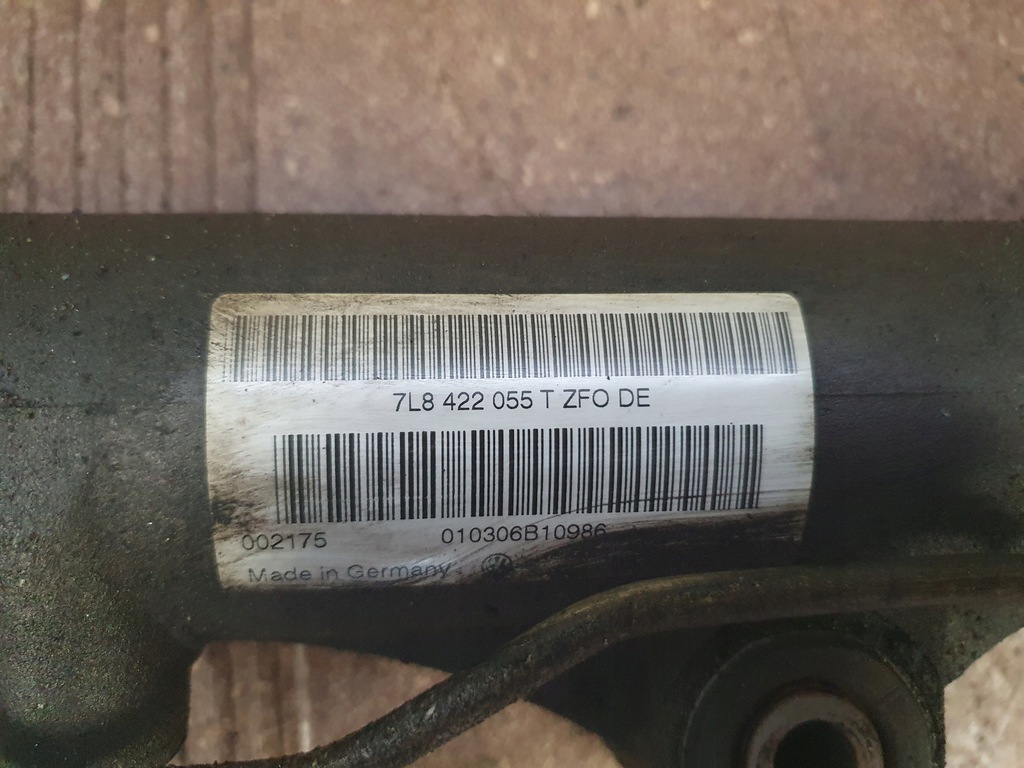 7L8 422 055 T ZFO DE
002175 010306B10986
Made in Germany